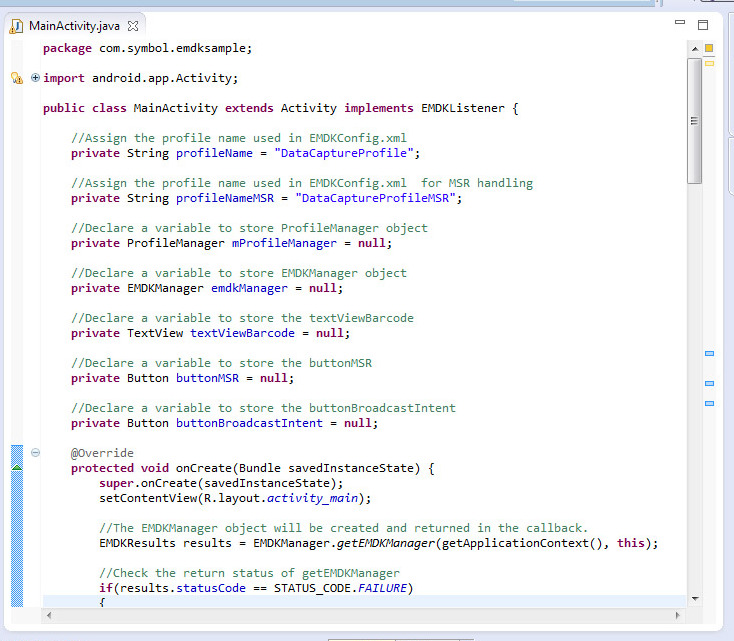 MainActivity.java
package com.symbol.emdksample;
import android.app.Activity;
public class MainActivity extends Activity implements EMDKListener {
//Assign the profile name used in EMDKConfig.xml
private String profileName = "DataCaptureProfile";
//Assign the profile name used in EMDKConfig.xml  for MSR handling
private String profileNameMSR = "DataCaptureProfileMSR";
//Declare a variable to store ProfileManager object
private ProfileManager mProfileManager = null;
//Declare a variable to store EMDKManager object
private EMDKManager emdkManager = null;
//Declare a variable to store the textViewBarcode
private TextView textViewBarcode = null;
//Declare a variable to store the buttonMSR
private Button buttonMSR = null;
//Declare a variable to store the buttonBroadcastIntent
private Button buttonBroadcastIntent = null;
@Override
protected void onCreate(Bundle savedInstanceState) {
super.onCreate(savedInstanceState);
setContentView(R.layout.activity_main);
//The EMDKManager object will be created and returned in the callback.
EMDKResults results = EMDKManager.getEMDKManager(getApplicationContext(), this);
//Check the return status of getEMDKManager
if(results.statusCode == STATUS_CODE.FAILURE)
{